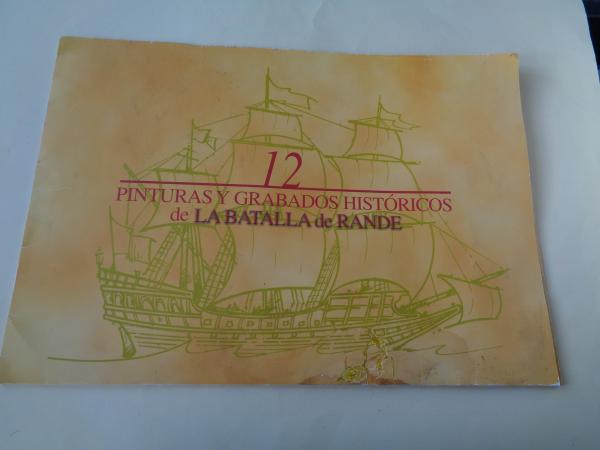 12
PINTURAS Y GRABADOS HISTÓRICOS
de LA BATALLA de RANDE